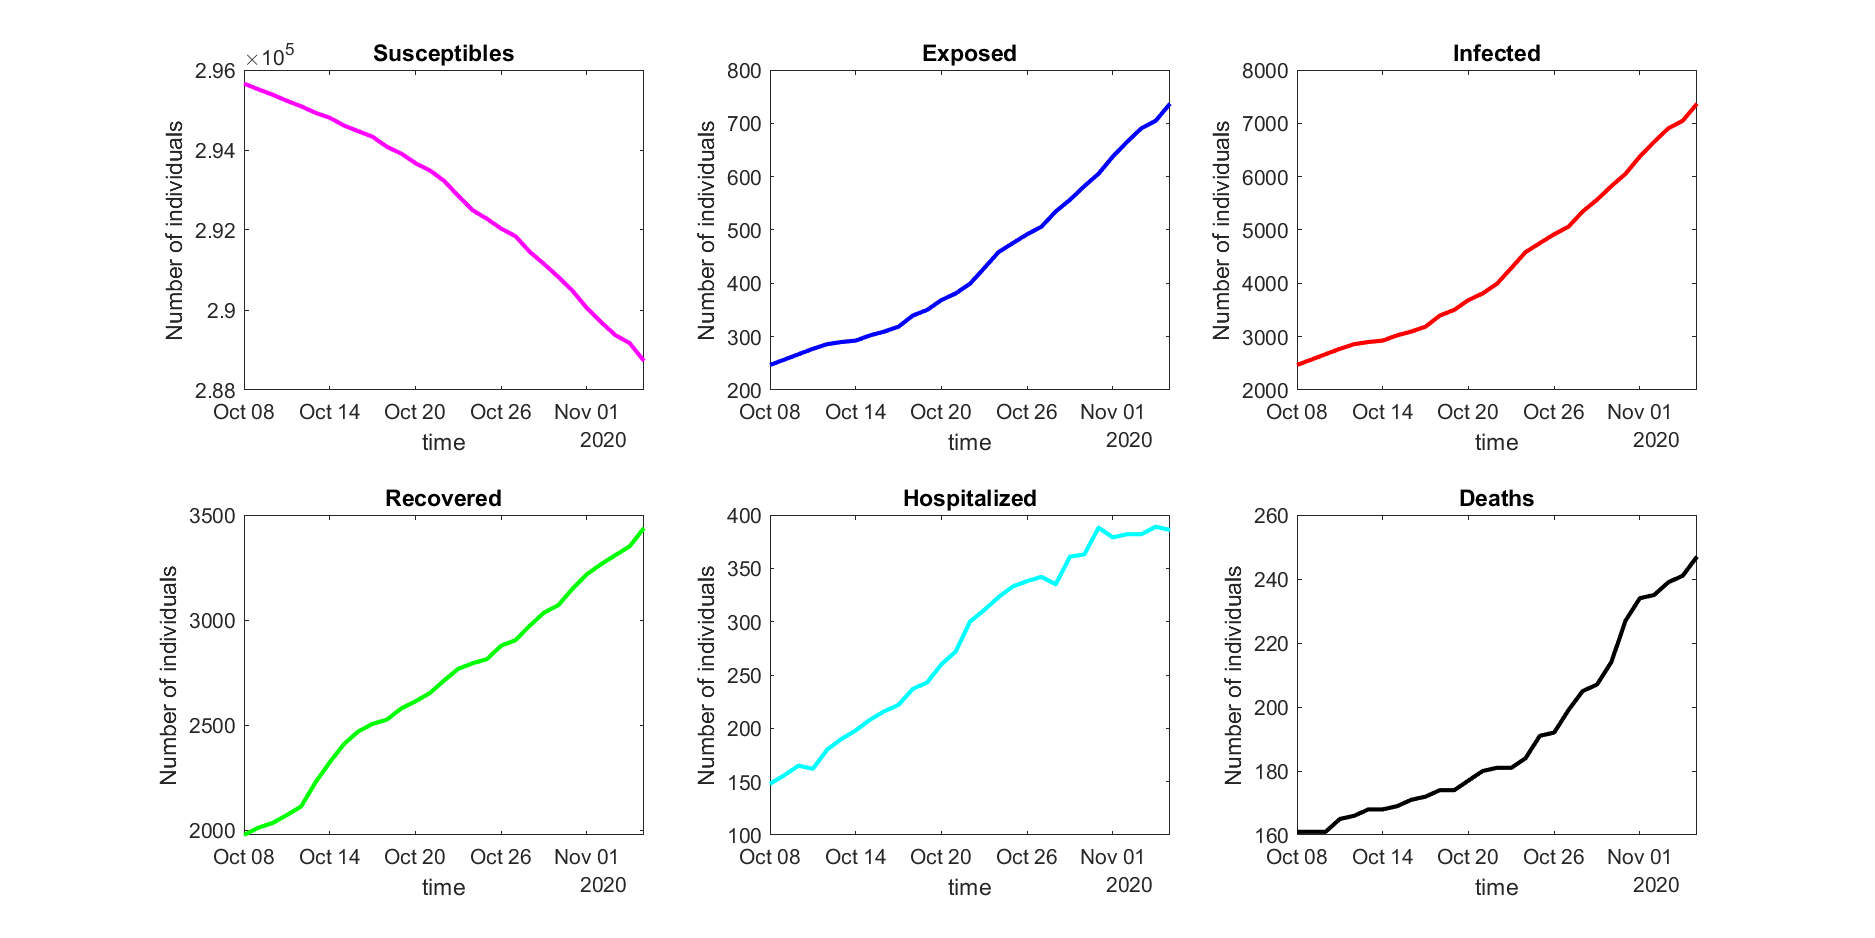 Susceptibles
×10^5
Number of individuals
2.96
2.94
2.92
2.9
2.88
Oct 08 Oct 14 Oct 20 Oct 26 Nov 01
time
2020
Exposed
Number of individuals
800
700
600
500
400
300
200
Oct 08 Oct 14 Oct 20 Oct 26 Nov 01
time
2020
Infected
Number of individuals
8000
7000
6000
5000
4000
3000
2000
Oct 08 Oct 14 Oct 20 Oct 26 Nov 01
time
2020
Recovered
Number of individuals
3500
3000
2500
2000
Oct 08 Oct 14 Oct 20 Oct 26 Nov 01
time
2020
Hospitalized
Number of individuals
400
350
300
250
200
150
100
Oct 08 Oct 14 Oct 20 Oct 26 Nov 01
time
2020
Deaths
Number of individuals
260
240
220
200
180
160
Oct 08 Oct 14 Oct 20 Oct 26 Nov 01
time
2020